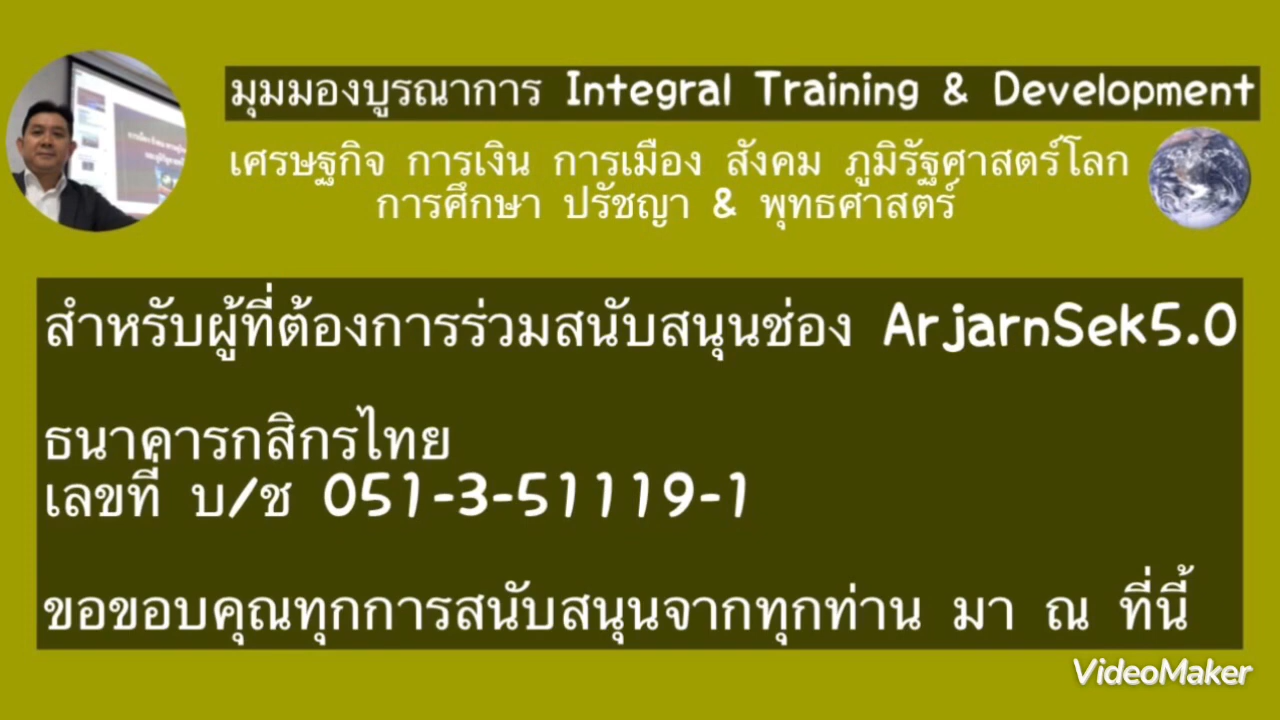 มุมมองบูรณาการ Integral Training & Development
เศรษฐกิจ การเงิน การเมือง สังคม ภูมิรัฐศาสตร์โลก
การศึกษา ปรัชญา & พุทธศาสตร์
สำหรับผู้ที่ต้องการร่วมสนับสนุนช่อง ArjarnSek5.0
ธนาคารกสิกรไทย
เลขที่ บ/ช 051-3-51119-1
ขอขอบคุณทุกการสนับสนุนจากทุกท่าน มา ณ ที่นี้
VideoMaker